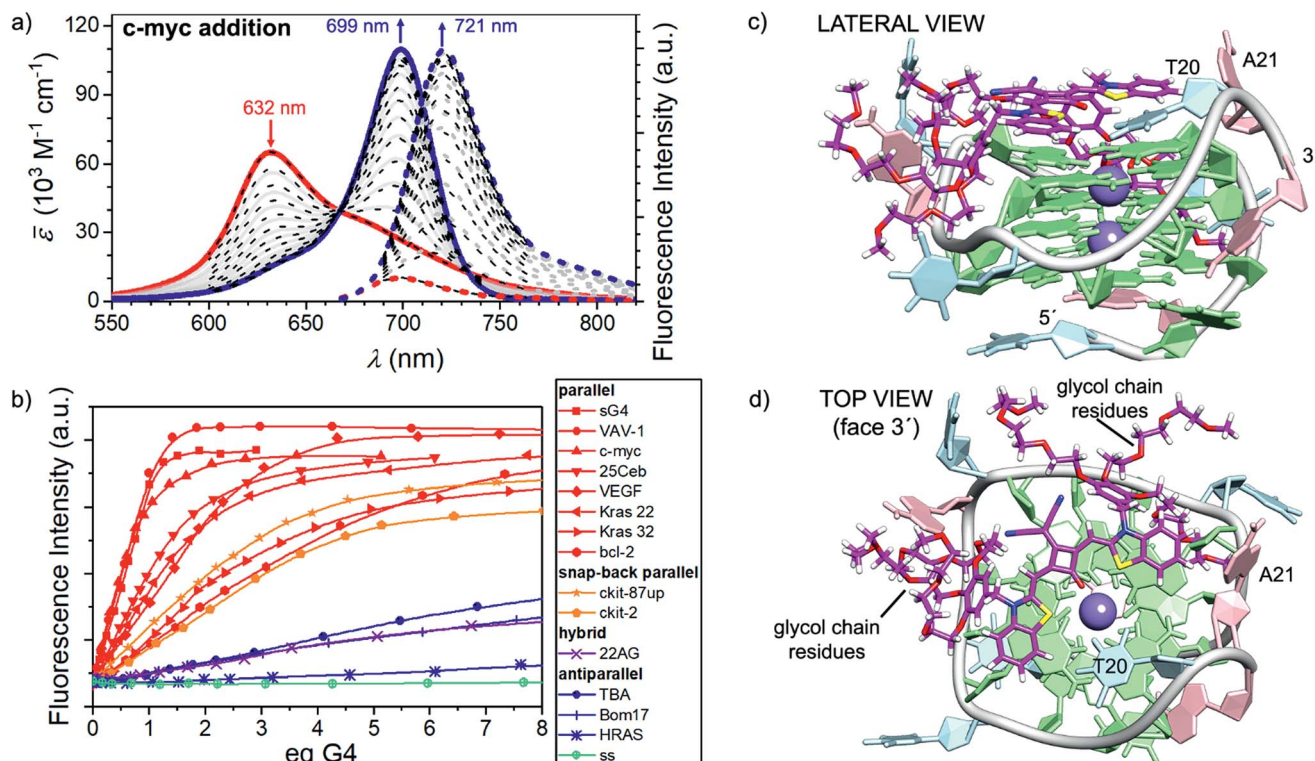 a)
c-myc addition
699 nm
721 nm
632 nm
120
90
60
30
0
ε̅ (10³ M⁻¹ cm⁻¹)
Fluorescence Intensity (a.u.)
550
600
650
700
750
800
λ (nm)
b)
Fluorescence Intensity (a.u.)
0
1
2
3
4
5
6
7
8
eq G4
parallel
sG4
VAV-1
c-myc
25Ceb
VEGF
Kras 22
Kras 32
bcl-2
snap-back parallel
ckit-87up
ckit-2
hybrid
22AG
antiparallel
TBA
Bom17
HRAS
ss
c)
LATERAL VIEW
T20
A21
3
5´
d)
TOP VIEW
(face 3´)
glycol chain
residues
A21
glycol chain
residues
T20